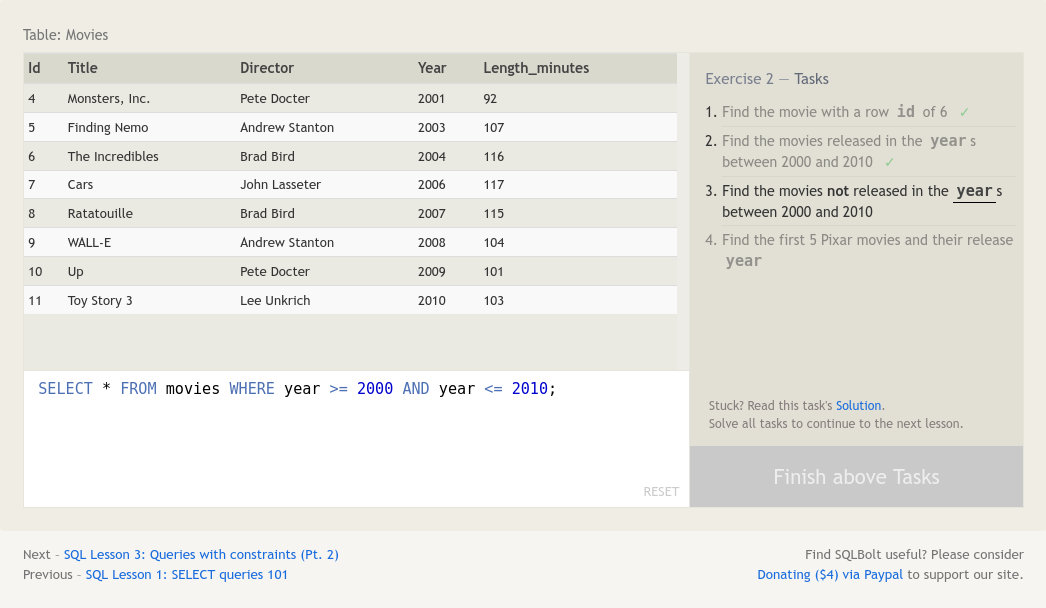 Table: Movies
Id Title Director Year Length_minutes
4 Monsters, Inc. Pete Docter 2001 92
5 Finding Nemo Andrew Stanton 2003 107
6 The Incredibles Brad Bird 2004 116
7 Cars John Lasseter 2006 117
8 Ratatouille Brad Bird 2007 115
9 WALL-E Andrew Stanton 2008 104
10 Up Pete Docter 2009 101
11 Toy Story 3 Lee Unkrich 2010 103
SELECT * FROM movies WHERE year >= 2000 AND year <= 2010;
RESET
Exercise 2 — Tasks
1. Find the movie with a row id of 6 ✓
2. Find the movies released in the year s
between 2000 and 2010 ✓
3. Find the movies not released in the year s
between 2000 and 2010
4. Find the first 5 Pixar movies and their release
year
Stuck? Read this task's Solution.
Solve all tasks to continue to the next lesson.
Finish above Tasks
Next - SQL Lesson 3: Queries with constraints (Pt. 2)
Previous - SQL Lesson 1: SELECT queries 101
Find SQLBolt useful? Please consider
Donating ($4) via Paypal to support our site.